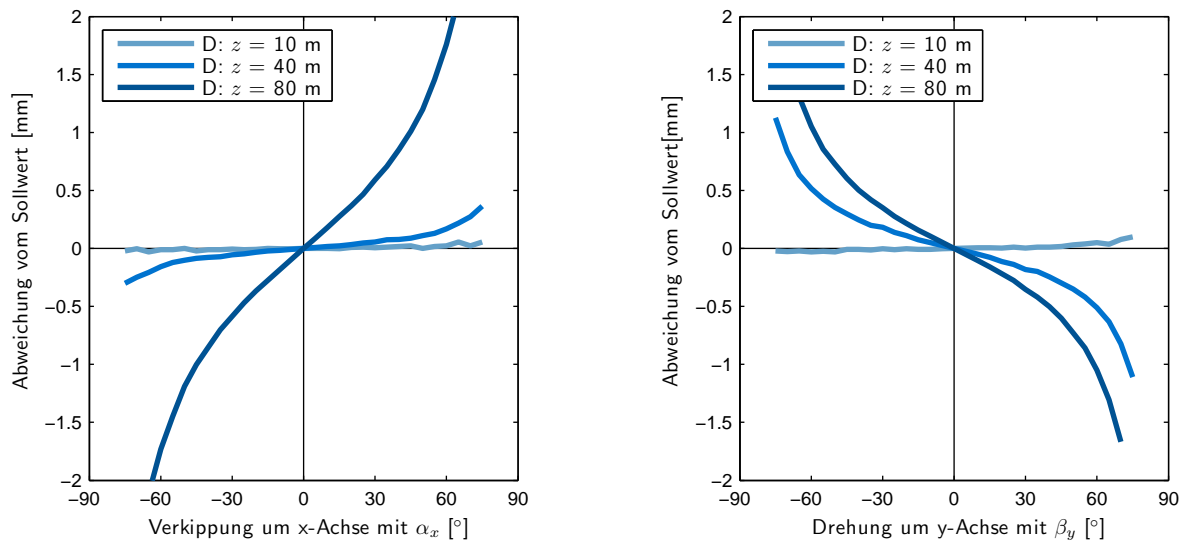 2
1.5
1
0.5
0
−0.5
−1
−1.5
−2
Abweichung vom Sollwert [mm]
D: z = 10 m
D: z = 40 m
D: z = 80 m
−90 −60 −30 0 30 60 90
Verkippung um x-Achse mit αx [°]
2
1.5
1
0.5
0
−0.5
−1
−1.5
−2
Abweichung vom Sollwert[mm]
D: z = 10 m
D: z = 40 m
D: z = 80 m
−90 −60 −30 0 30 60 90
Drehung um y-Achse mit βy [°]